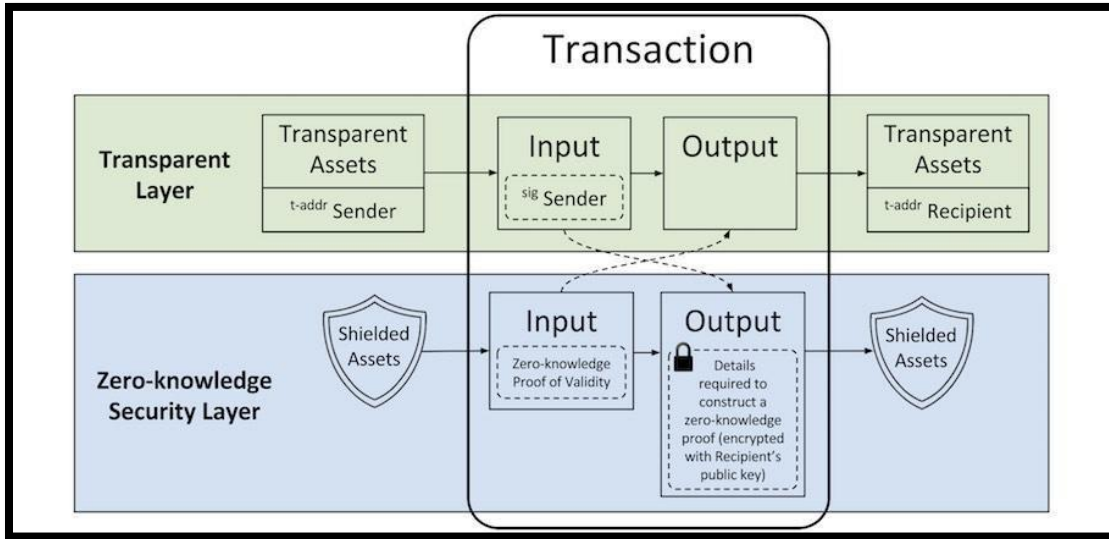 Transaction
Transparent
Layer
Transparent
Assets
t-addr Sender
Input
sig Sender
Output
Transparent
Assets
t-addr Recipient
Zero-knowledge
Security Layer
Shielded
Assets
Input
Zero-knowledge
Proof of Validity
Output
Details
required to
construct a
zero-knowledge
proof (encrypted
with Recipient's
public key)
Shielded
Assets